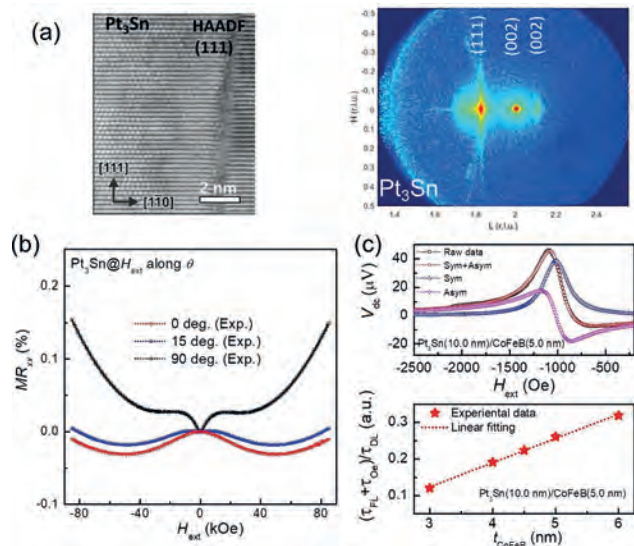 (a)
Pt₃Sn HAADF
(111)
[111]
[110]
2 nm
(111)
(002)
(002)
-0.5
-0.4
-0.3
-0.2
-0.1
0
0.1
0.2
0.3
0.4
0.5
H (r.l.u.)
Pt₃Sn
1.4 1.6 1.8 2 2.2 2.4
L (r.l.u.)
(b)
Pt₃Sn@Hext along θ
0 deg. (Exp.)
15 deg. (Exp.)
90 deg. (Exp.)
0.2
0.1
0.0
-0.1
MRxx (%)
-80 -40 0 40 80
Hext (kOe)
(c)
40
20
0
-20
Vdc (μV)
Raw data
Sym+Asym
Sym
Asym
Pt₃Sn(10.0 nm)/CoFeB(5.0 nm)
-2500 -2000 -1500 -1000 -500
Hext (Oe)
0.3
0.2
0.1
(τFL+τOe)/τDL (a.u.)
Experiental data
Linear fitting
Pt₃Sn(10.0 nm)/CoFeB(5.0 nm)
3 4 5 6
tCoFeB (nm)